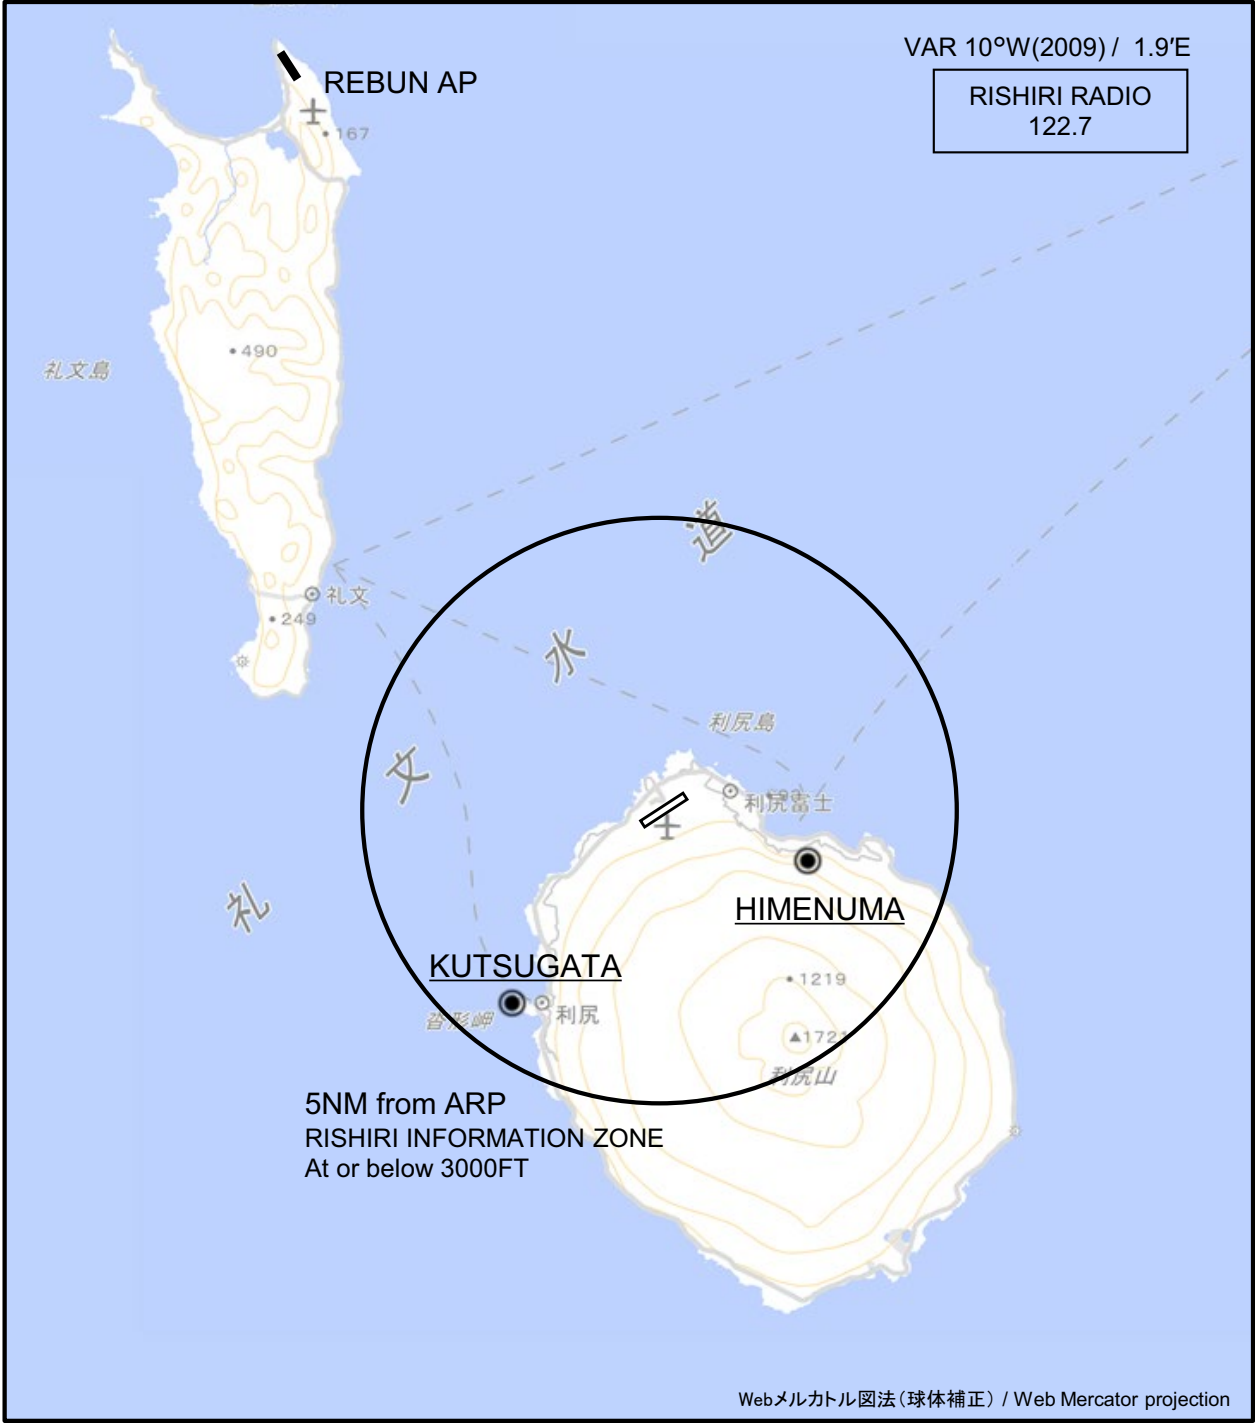 VAR 10°W(2009) / 1.9′E
RISHIRI RADIO
122.7
REBUN AP
167
490
礼文島
道
礼文
249
水
利尻島
文
利尻富士
礼
HIMENUMA
KUTSUGATA
1219
利尻
沓形岬
1721
利尻山
5NM from ARP
RISHIRI INFORMATION ZONE
At or below 3000FT
Webメルカトル図法(球体補正) / Web Mercator projection